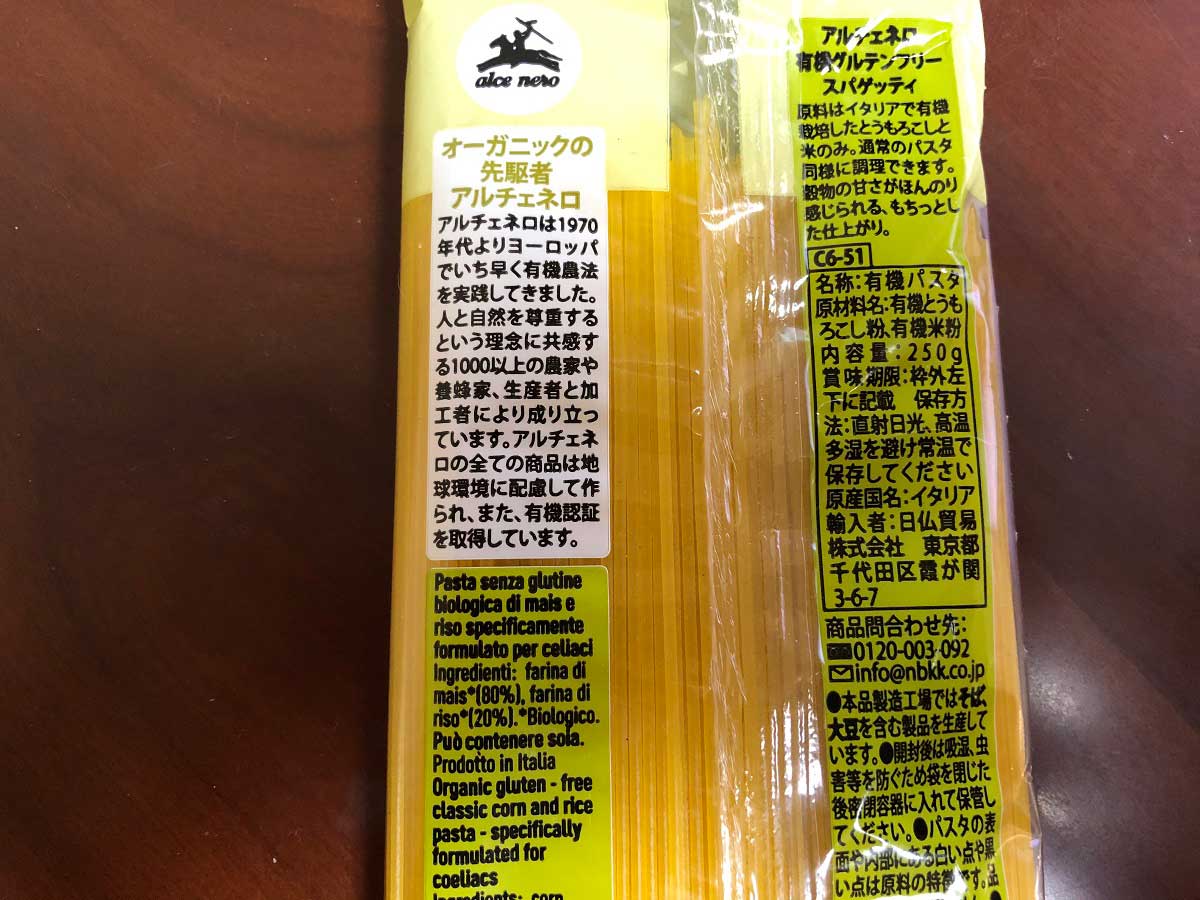 alce nero
オーガニックの
先駆者
アルチェネロ
アルチェネロは1970
年代よりヨーロッパ
でいち早く有機農法
を実践してきました。
人と自然を尊重する
という理念に共感す
る1000以上の農家や
養蜂家、生産者と加
工者により成り立っ
ています。アルチェネ
ロの全ての商品は地
球環境に配慮して作
られ、また、有機認証
を取得しています。
Pasta senza glutine
biologica di mais e
riso specificamente
formulato per celiaci
Ingredienti: farina di
mais*(80%), farina di
riso*(20%).*Biologico.
Può contenere soia.
Prodotto in Italia
Organic gluten - free
classic corn and rice
pasta - specifically
formulated for
coeliacs
Ingredients: corn
アルチェネロ
有機グルテンフリー
スパゲッティ
原料はイタリアで有機
栽培したとうもろこしと
米のみ。通常のパスタ
同様に調理できます。
穀物の甘さがほんのり
感じられる、もちっとし
た仕上がり。
C6-51
名称:有機パスタ
原材料名:有機とうも
ろこし粉、有機米粉
内容量:250g
賞味期限:枠外左
下に記載 保存方
法:直射日光、高温
多湿を避け常温で
保存してください
原産国名:イタリア
輸入者:日仏貿易
株式会社 東京都
千代田区霞が関
3-6-7
商品問合わせ先:
0120-003-092
info@nbkk.co.jp
●本品製造工場ではそば、
大豆を含む製品を生産して
います。●開封後は吸湿、虫
害等を防ぐため袋を閉じた
後密閉容器に入れて保管し
てください。●パスタの表
面や内部にある白い点や黒
い点は原料の特徴です。品